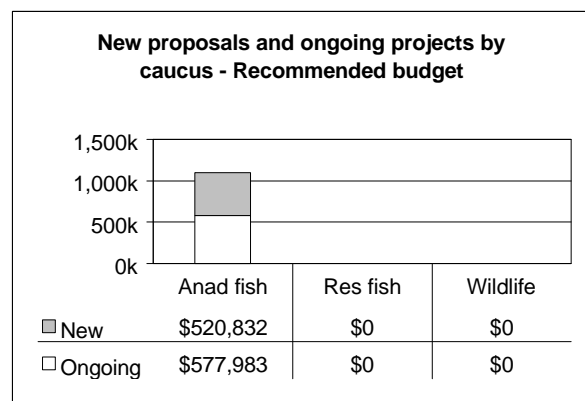 New proposals and ongoing projects by
caucus - Recommended budget
1,500k
1,000k
500k
0k
Anad fish Res fish Wildlife
New $520,832 $0 $0
Ongoing $577,983 $0 $0